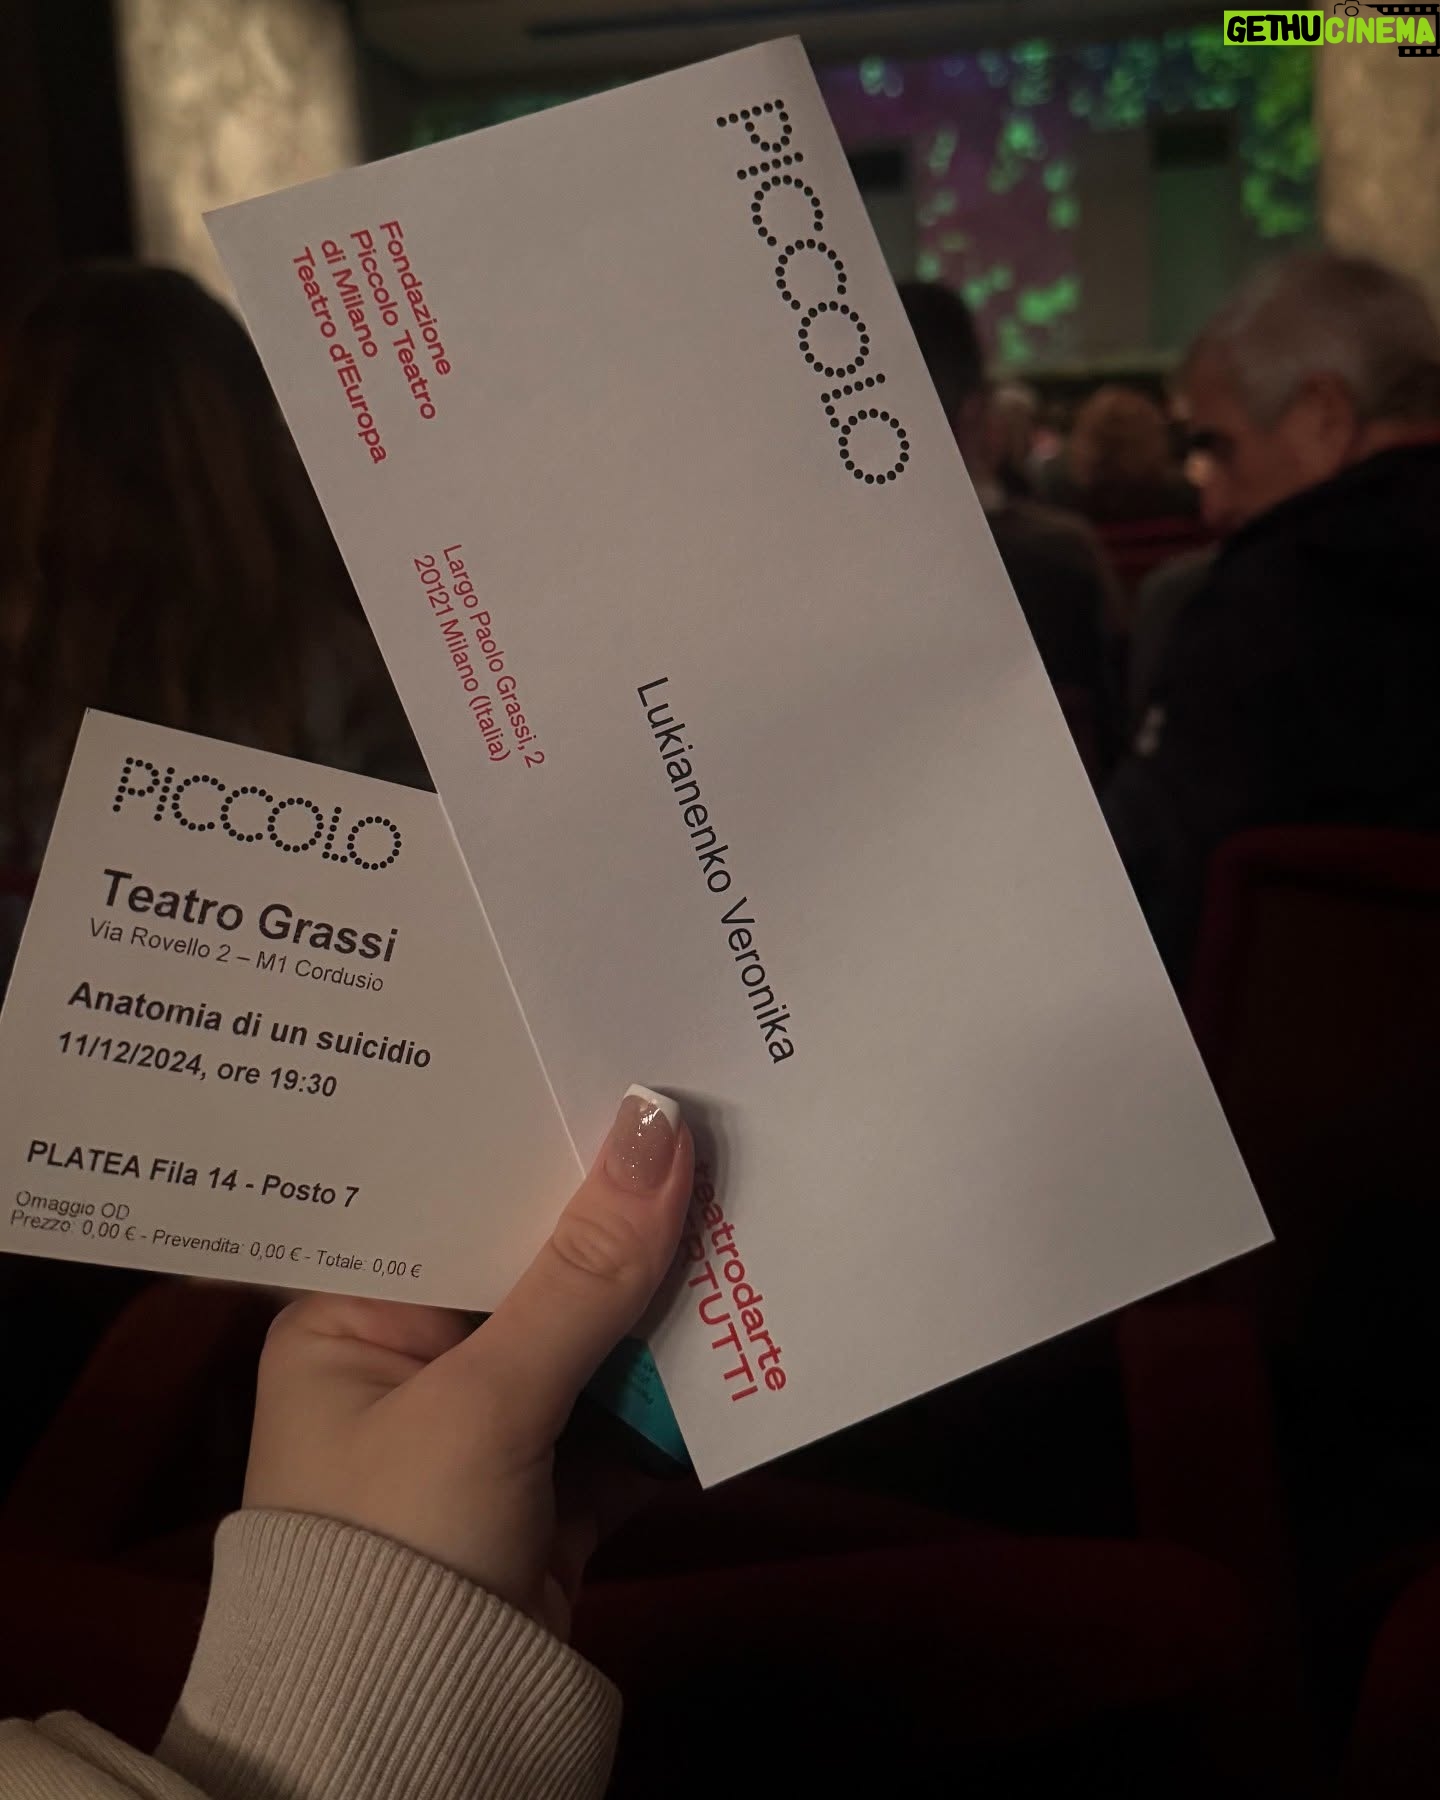 GETHUCINEMA
PICCOLO
Fondazione
Piccolo Teatro
di Milano
Teatro d'Europa
Largo Paolo Grassi, 2
20121 Milano (Italia)
Lukianenko Veronika
teatrodarte
PICCOLO
Teatro Grassi
Via Rovello 2 – M1 Cordusio
Anatomia di un suicidio
11/12/2024, ore 19:30
PLATEA Fila 14 - Posto 7
Omaggio OD
Prezzo: 0,00 € - Prevendita: 0,00 € - Totale: 0,00 €